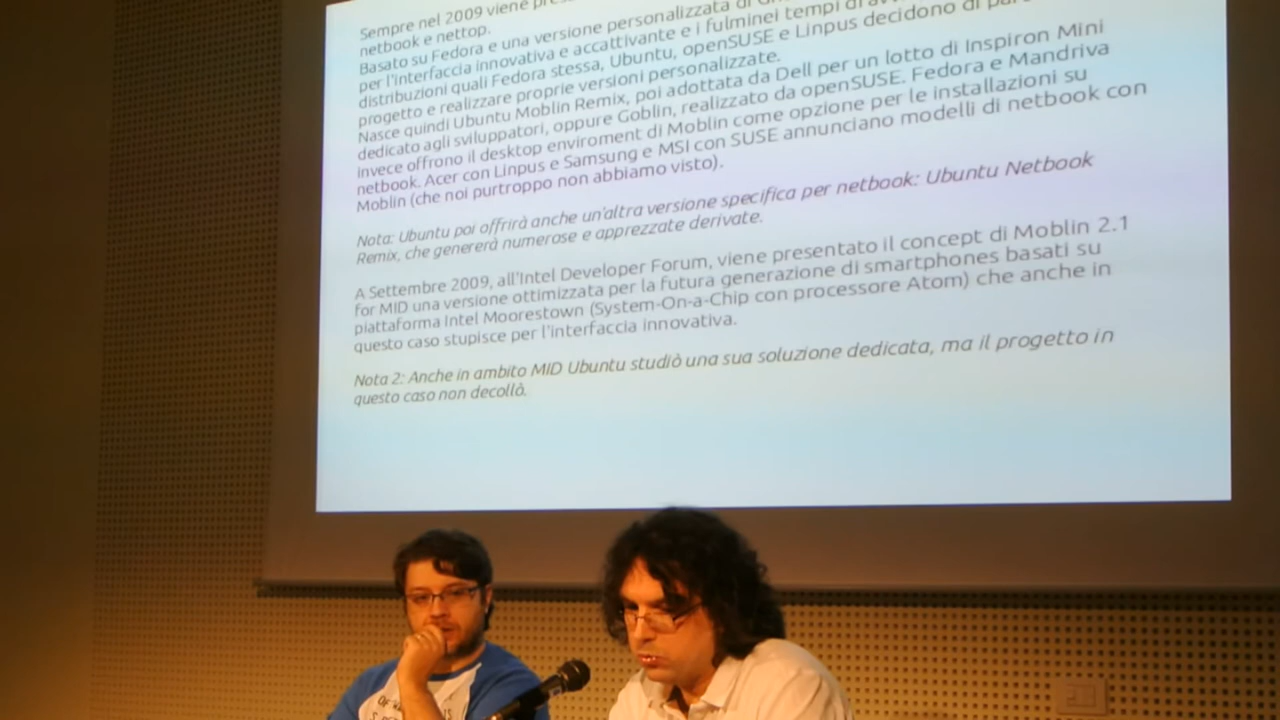 Sempre nel 2009 viene
netbook e nettop.
Basato su Fedora e una versione personalizzata di
per l'interfaccia innovativa e accattivante e i fulminei tempi di
distribuzioni quali Fedora stessa, Ubuntu, openSUSE e Linpus decidono di
progetto e realizzare proprie versioni personalizzate.
Nasce quindi Ubuntu Moblin Remix, poi adottata da Dell per un lotto di Inspiron Mini
dedicato agli sviluppatori, oppure Goblin, realizzato da openSUSE. Fedora e Mandriva
invece offrono il desktop enviroment di Moblin come opzione per le installazioni su
netbook. Acer con Linpus e Samsung e MSI con SUSE annunciano modelli di netbook con
Moblin (che noi purtroppo non abbiamo visto).
Nota: Ubuntu poi offrirà anche un'altra versione specifica per netbook: Ubuntu Netbook
Remix, che genererà numerose e apprezzate derivate.
A Settembre 2009, all'Intel Developer Forum, viene presentato il concept di Moblin 2.1
for MID una versione ottimizzata per la futura generazione di smartphones basati su
piattaforma Intel Moorestown (System-On-a-Chip con processore Atom) che anche in
questo caso stupisce per l'interfaccia innovativa.
Nota 2: Anche in ambito MID Ubuntu studiò una sua soluzione dedicata, ma il progetto in
questo caso non decollò.